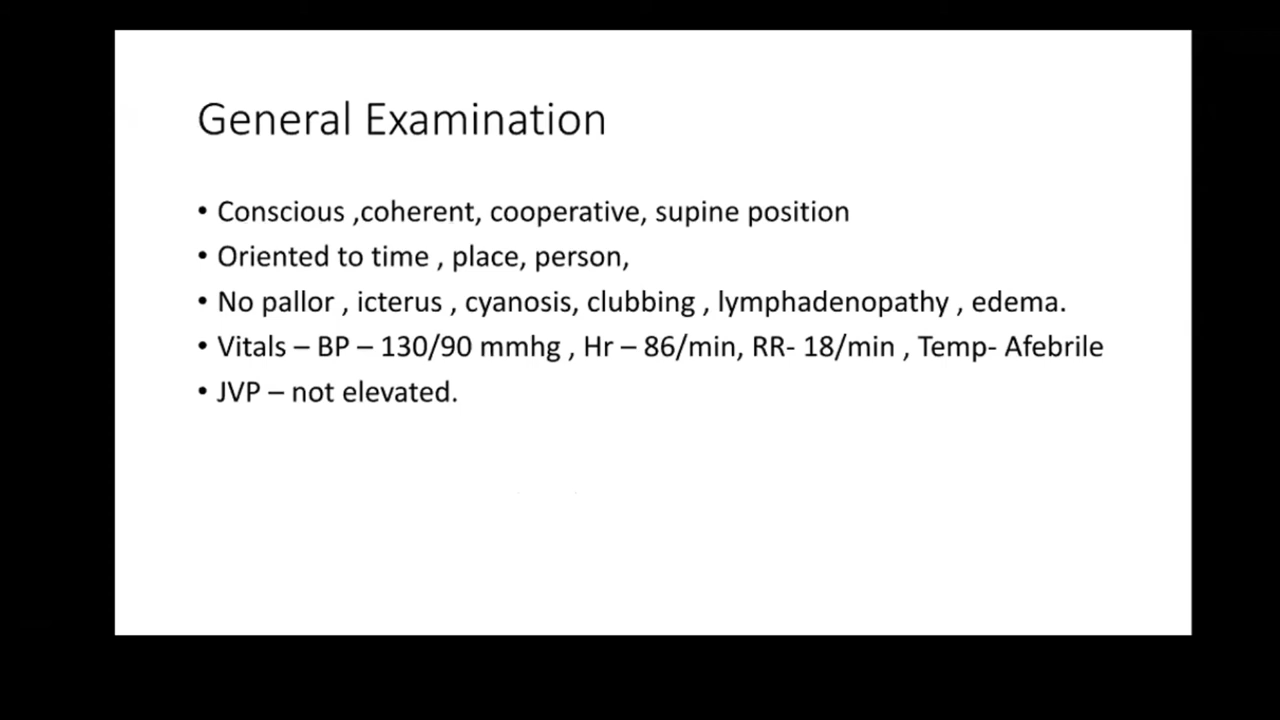 General Examination
• Conscious ,coherent, cooperative, supine position
• Oriented to time , place, person,
• No pallor , icterus , cyanosis, clubbing , lymphadenopathy , edema.
• Vitals – BP – 130/90 mmhg , Hr – 86/min, RR- 18/min , Temp- Afebrile
• JVP – not elevated.